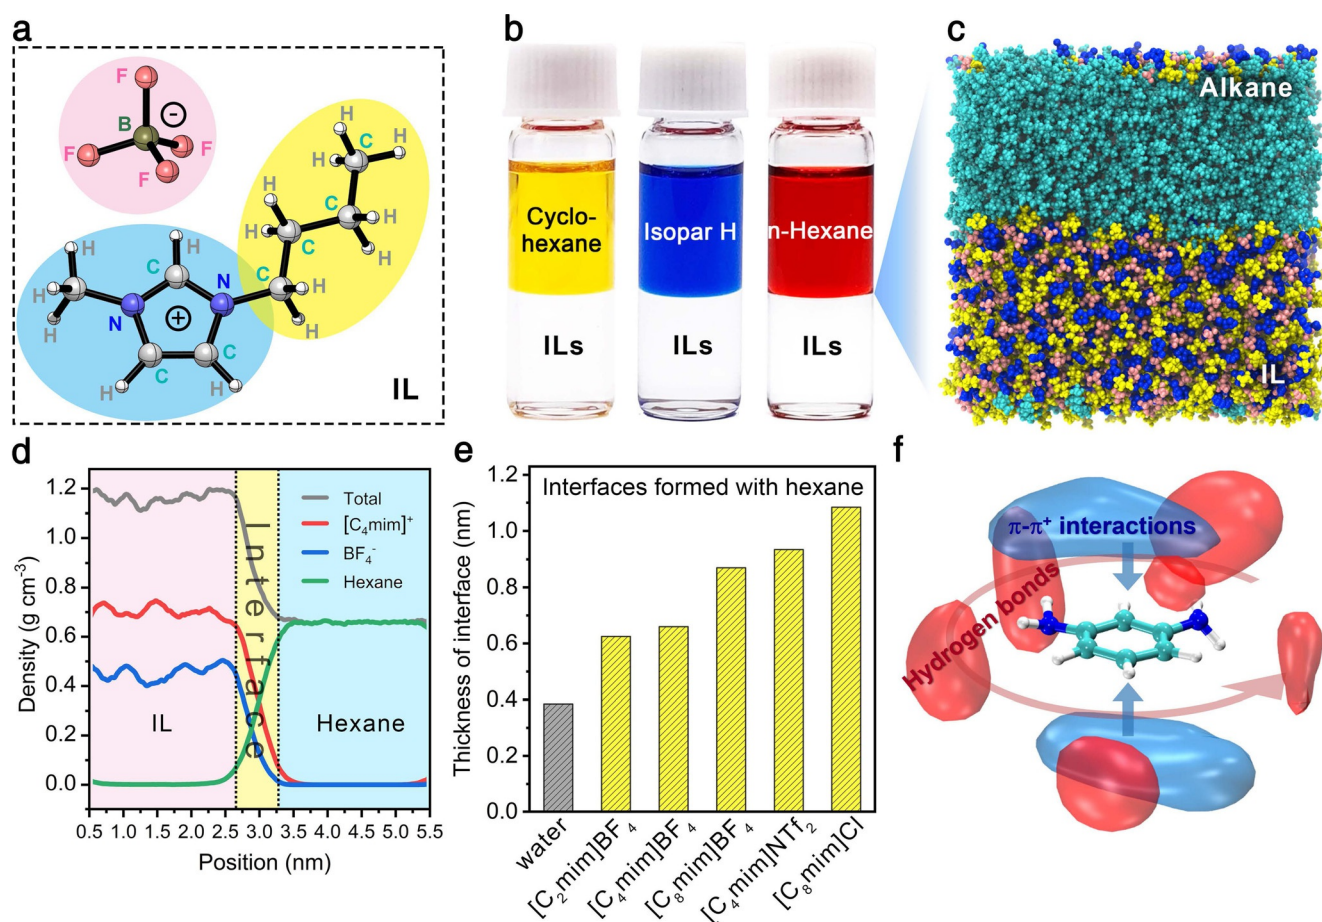 a
F
B
-
F
F
F
H
H
C
H
H
C
H
H
H
C
H
C
H
H
H
H
H
C
N
N
+
H
C
C
H
H
IL
b
Cyclo-
hexane
Isopar H
n-Hexane
ILs
ILs
ILs
c
Alkane
IL
d
Density (g cm⁻³)
1.2
1.0
0.8
0.6
0.4
0.2
0.0
Total
[C₄mim]⁺
BF₄⁻
Hexane
Interface
IL
Hexane
0.5 1.0 1.5 2.0 2.5 3.0 3.5 4.0 4.5 5.0 5.5
Position (nm)
e
Interfaces formed with hexane
Thickness of interface (nm)
1.2
1.0
0.8
0.6
0.4
0.2
0.0
water
[C₂mim]BF₄
[C₄mim]BF₄
[C₈mim]BF₄
[C₄mim]NTf₂
[C₈mim]Cl
f
π-π⁺ interactions
Hydrogen bonds